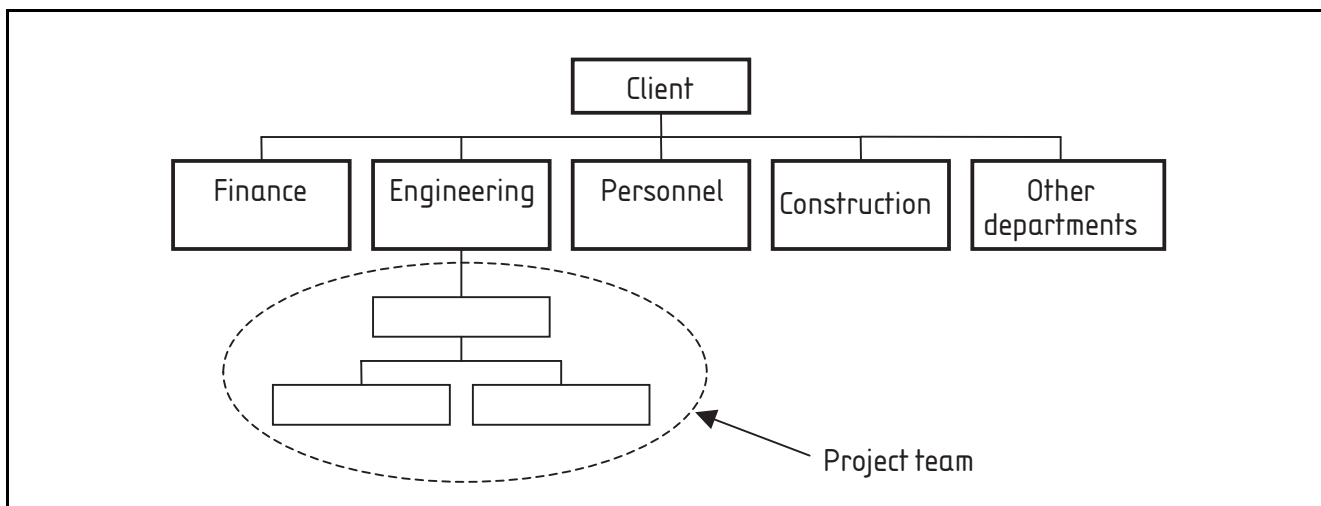 Client
Finance
Engineering
Personnel
Construction
Other
departments
Project team